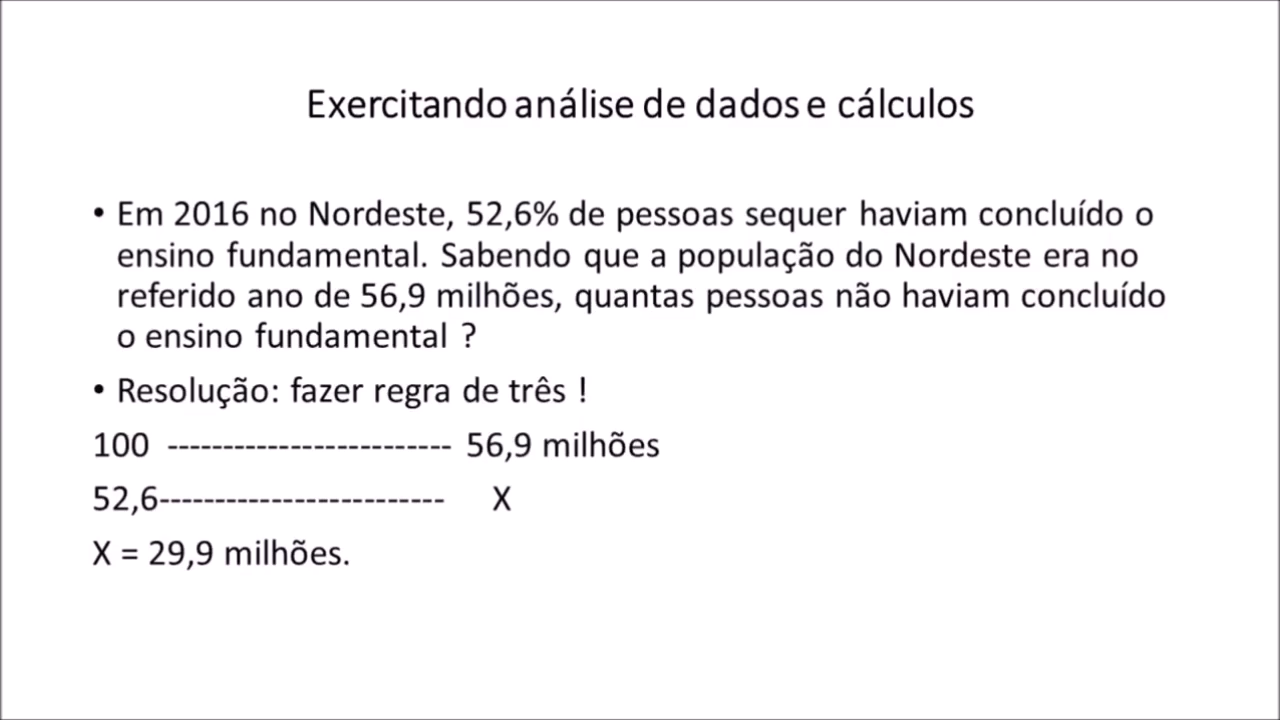 Exercitando análise de dados e cálculos
• Em 2016 no Nordeste, 52,6% de pessoas sequer haviam concluído o
ensino fundamental. Sabendo que a população do Nordeste era no
referido ano de 56,9 milhões, quantas pessoas não haviam concluído
o ensino fundamental ?
• Resolução: fazer regra de três !
100 -------------------------- 56,9 milhões
52,6-------------------------- X
X = 29,9 milhões.